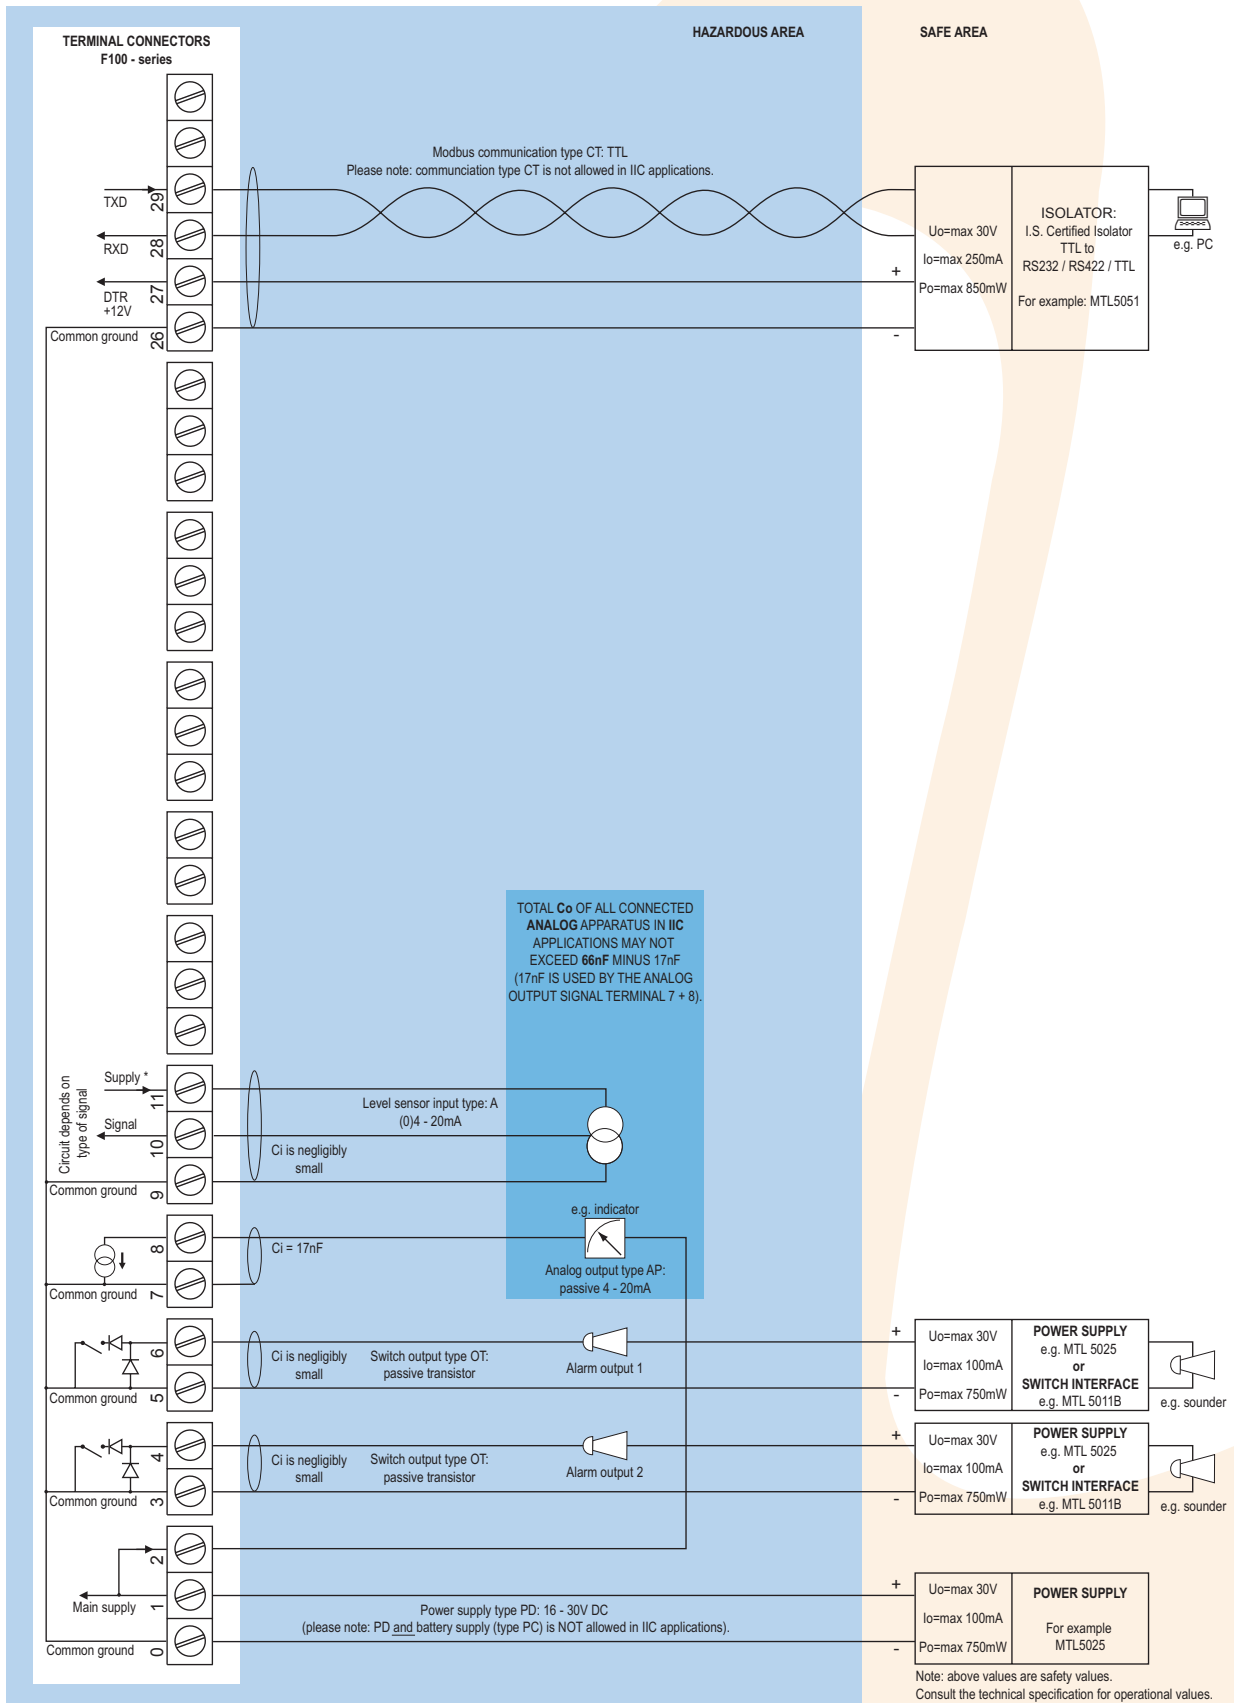 HAZARDOUS AREA
SAFE AREA
TERMINAL CONNECTORS
F100 - series
Modbus communication type CT: TTL
Please note: communciation type CT is not allowed in IIC applications.
TXD
29
RXD
28
DTR
+12V
27
Common ground
26
+
-
Uo=max 30V
Io=max 250mA
Po=max 850mW
ISOLATOR:
I.S. Certified Isolator
TTL to
RS232 / RS422 / TTL
For example: MTL5051
e.g. PC
TOTAL Co OF ALL CONNECTED
ANALOG APPARATUS IN IIC
APPLICATIONS MAY NOT
EXCEED 66nF MINUS 17nF
(17nF IS USED BY THE ANALOG
OUTPUT SIGNAL TERMINAL 7 + 8).
Circuit depends on
type of signal
Supply *
11
Signal
10
Common ground
9
Level sensor input type: A
(0)4 - 20mA
Ci is negligibly
small
e.g. indicator
8
Ci = 17nF
Common ground
7
Analog output type AP:
passive 4 - 20mA
6
Common ground
5
Ci is negligibly
small
Switch output type OT:
passive transistor
Alarm output 1
+
-
Uo=max 30V
Io=max 100mA
Po=max 750mW
POWER SUPPLY
e.g. MTL 5025
or
SWITCH INTERFACE
e.g. MTL 5011B
e.g. sounder
4
Common ground
3
Ci is negligibly
small
Switch output type OT:
passive transistor
Alarm output 2
+
-
Uo=max 30V
Io=max 100mA
Po=max 750mW
POWER SUPPLY
e.g. MTL 5025
or
SWITCH INTERFACE
e.g. MTL 5011B
e.g. sounder
2
Main supply
1
Common ground
0
Power supply type PD: 16 - 30V DC
(please note: PD and battery supply (type PC) is NOT allowed in IIC applications).
+
-
Uo=max 30V
Io=max 100mA
Po=max 750mW
POWER SUPPLY
For example
MTL5025
Note: above values are safety values.
Consult the technical specification for operational values.